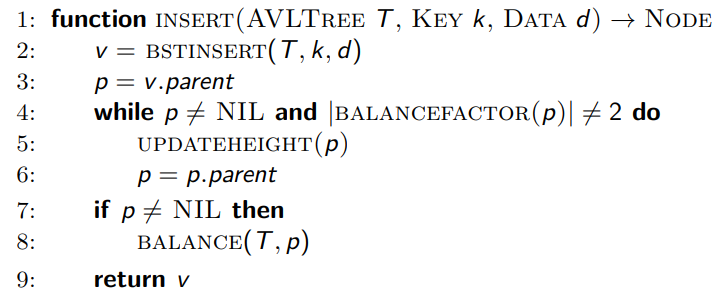 1: function INSERT(AVLTREE T, KEY k, DATA d) → NODE
2: v = BSTINSERT(T, k, d)
3: p = v.parent
4: while p ≠ NIL and |BALANCEFACTOR(p)| ≠ 2 do
5: UPDATEHEIGHT(p)
6: p = p.parent
7: if p ≠ NIL then
8: BALANCE(T, p)
9: return v